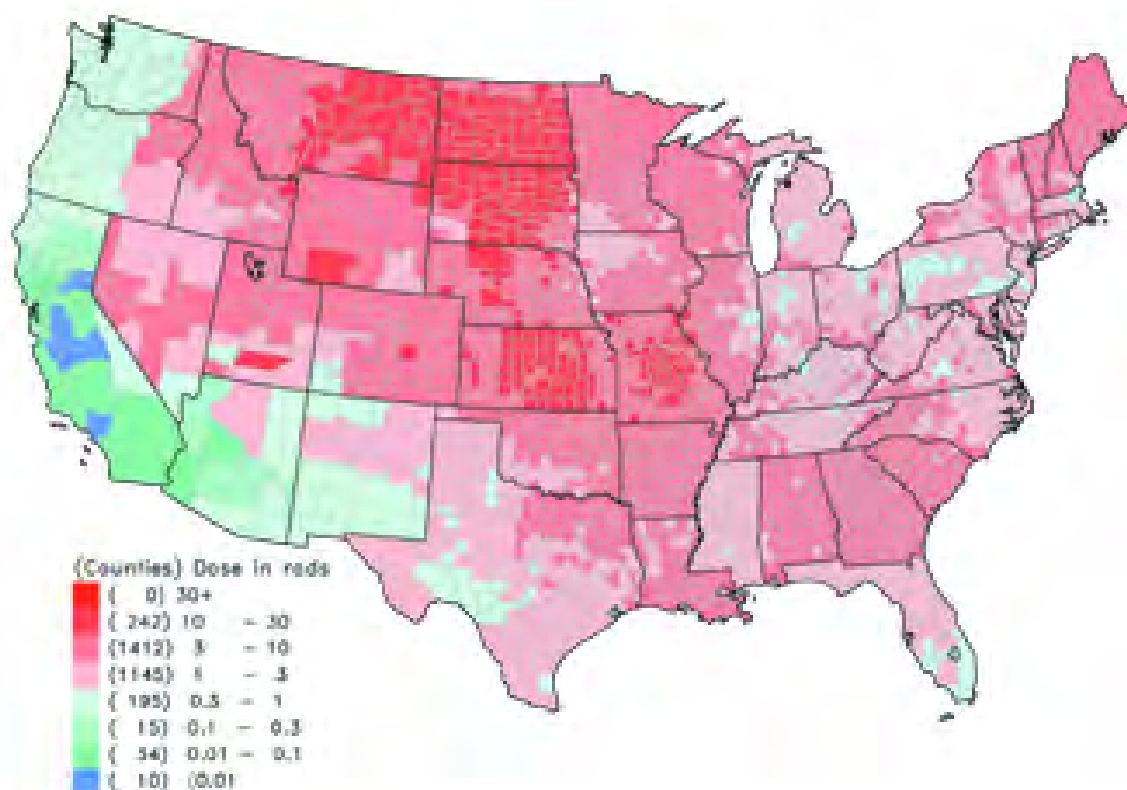 (Counties) Dose in rads
( 0) 30+
( 242) 10 - 30
(1412) 3 - 10
(1145) 1 - 3
( 195) 0.3 - 1
( 15) 0.1 - 0.3
( 34) 0.01 - 0.1
( 10) <0.01